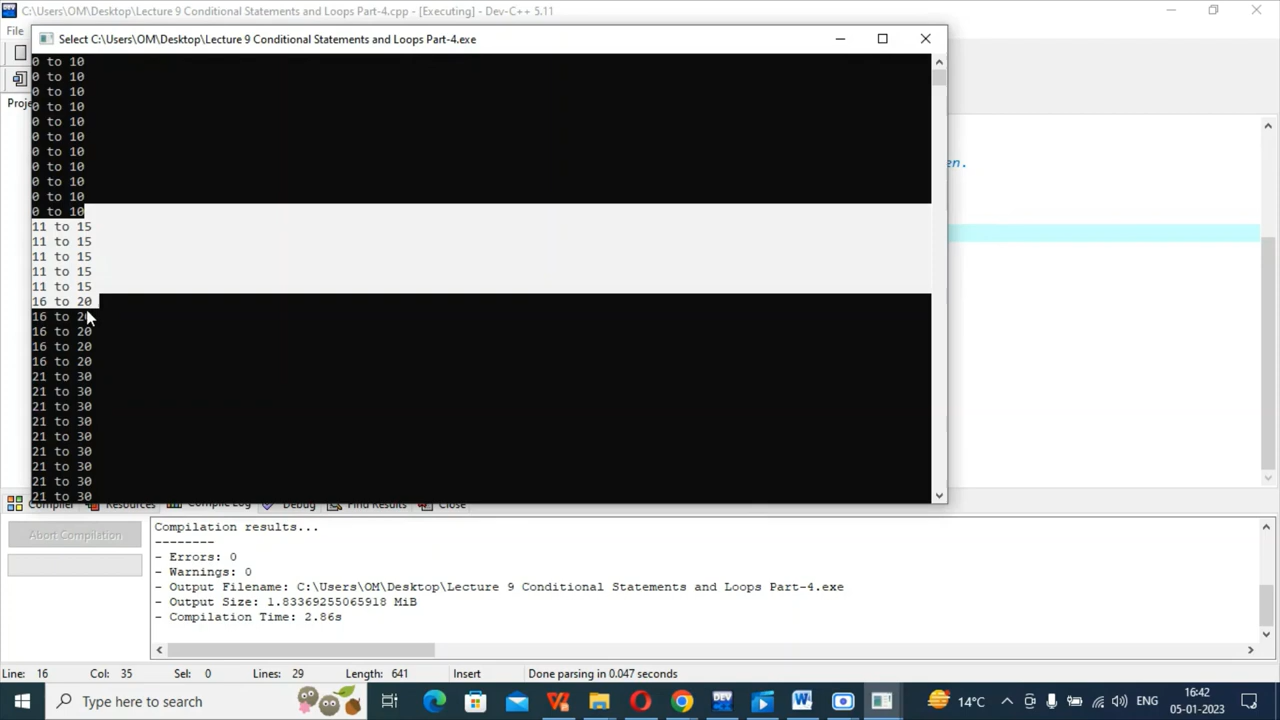 C:\Users\OM\Desktop\Lecture 9 Conditional Statements and Loops Part-4.cpp - [Executing] - Dev-C++ 5.11
File
Select C:\Users\OM\Desktop\Lecture 9 Conditional Statements and Loops Part-4.exe
0 to 10
0 to 10
0 to 10
0 to 10
0 to 10
0 to 10
0 to 10
0 to 10
0 to 10
0 to 10
0 to 10
11 to 15
11 to 15
11 to 15
11 to 15
11 to 15
16 to 20
16 to 20
16 to 20
16 to 20
16 to 20
21 to 30
21 to 30
21 to 30
21 to 30
21 to 30
21 to 30
21 to 30
21 to 30
21 to 30
Proje
en.
Compiler Resources Compile Log Debug Find Results Close
Abort Compilation
Compilation results...
--------
- Errors: 0
- Warnings: 0
- Output Filename: C:\Users\OM\Desktop\Lecture 9 Conditional Statements and Loops Part-4.exe
- Output Size: 1.83369255065918 MiB
- Compilation Time: 2.86s
Line: 16 Col: 35 Sel: 0 Lines: 29 Length: 641 Insert Done parsing in 0.047 seconds
Type here to search
DEV
14°C
ENG
16:42
05-01-2023